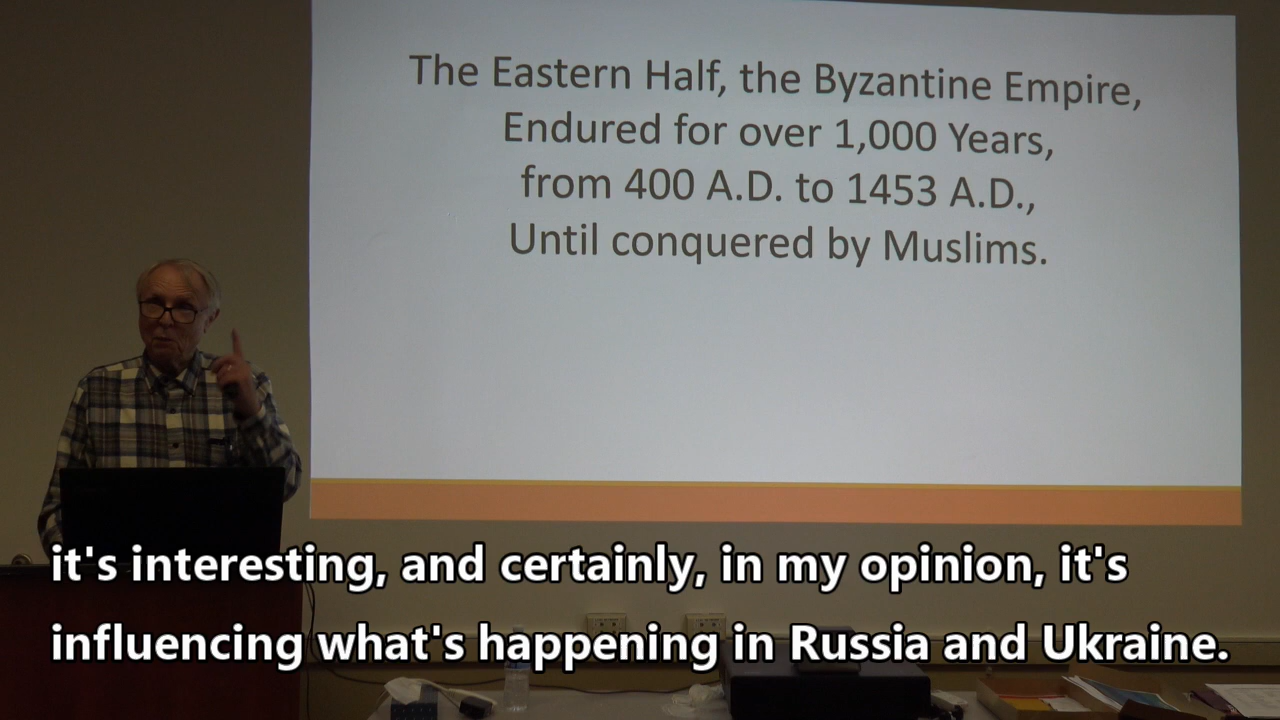 The Eastern Half, the Byzantine Empire,
Endured for over 1,000 Years,
from 400 A.D. to 1453 A.D.,
Until conquered by Muslims.
it's interesting, and certainly, in my opinion, it's
influencing what's happening in Russia and Ukraine.